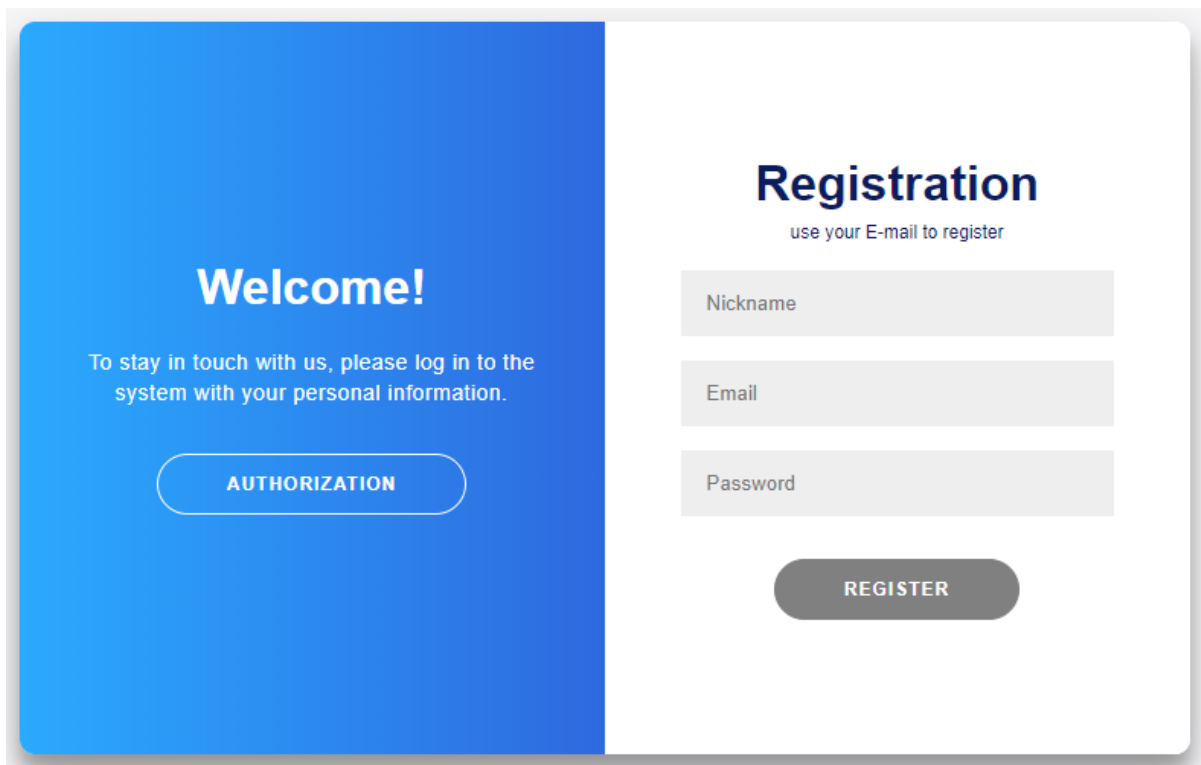 Welcome!
To stay in touch with us, please log in to the
system with your personal information.
AUTHORIZATION
Registration
use your E-mail to register
Nickname
Email
Password
REGISTER